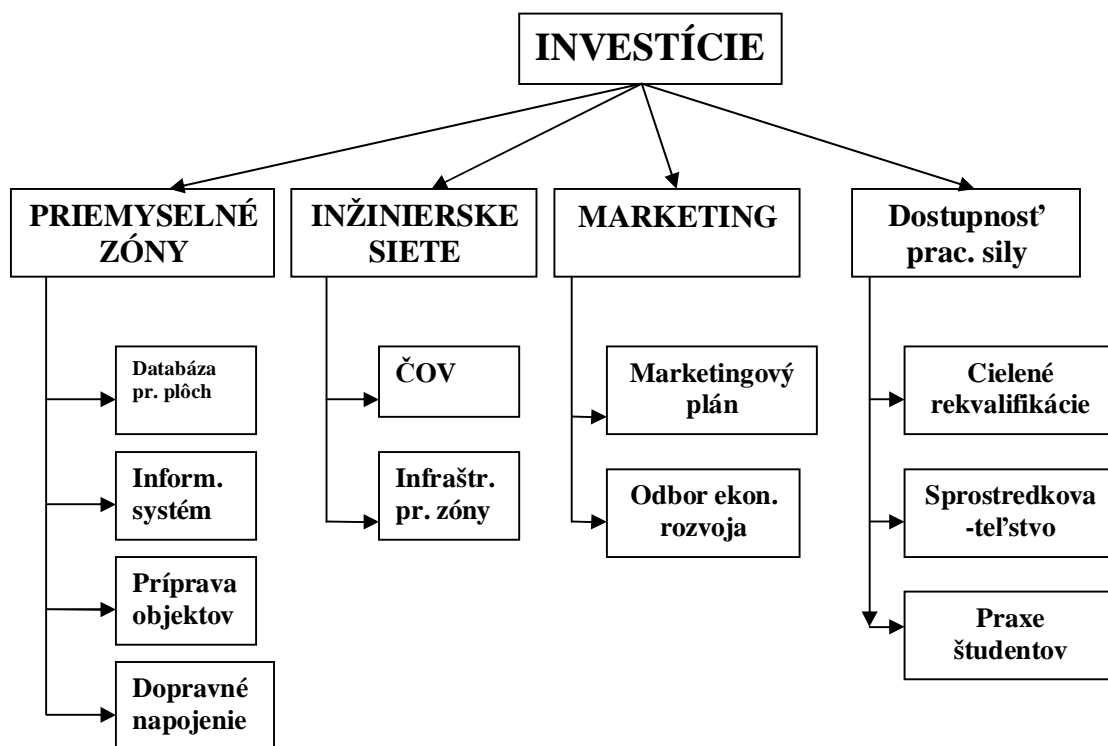 INVESTÍCIE
PRIEMYSELNÉ
ZÓNY
INŽINIERSKE
SIETE
MARKETING
Dostupnosť
prac. sily
Databáza
pr. plôch
Inform.
systém
Príprava
objektov
Dopravné
napojenie
ČOV
Infraštr.
pr. zóny
Marketingový
plán
Odbor ekon.
rozvoja
Cielené
rekvalifikácie
Sprostredkova
-teľstvo
Praxe
študentov